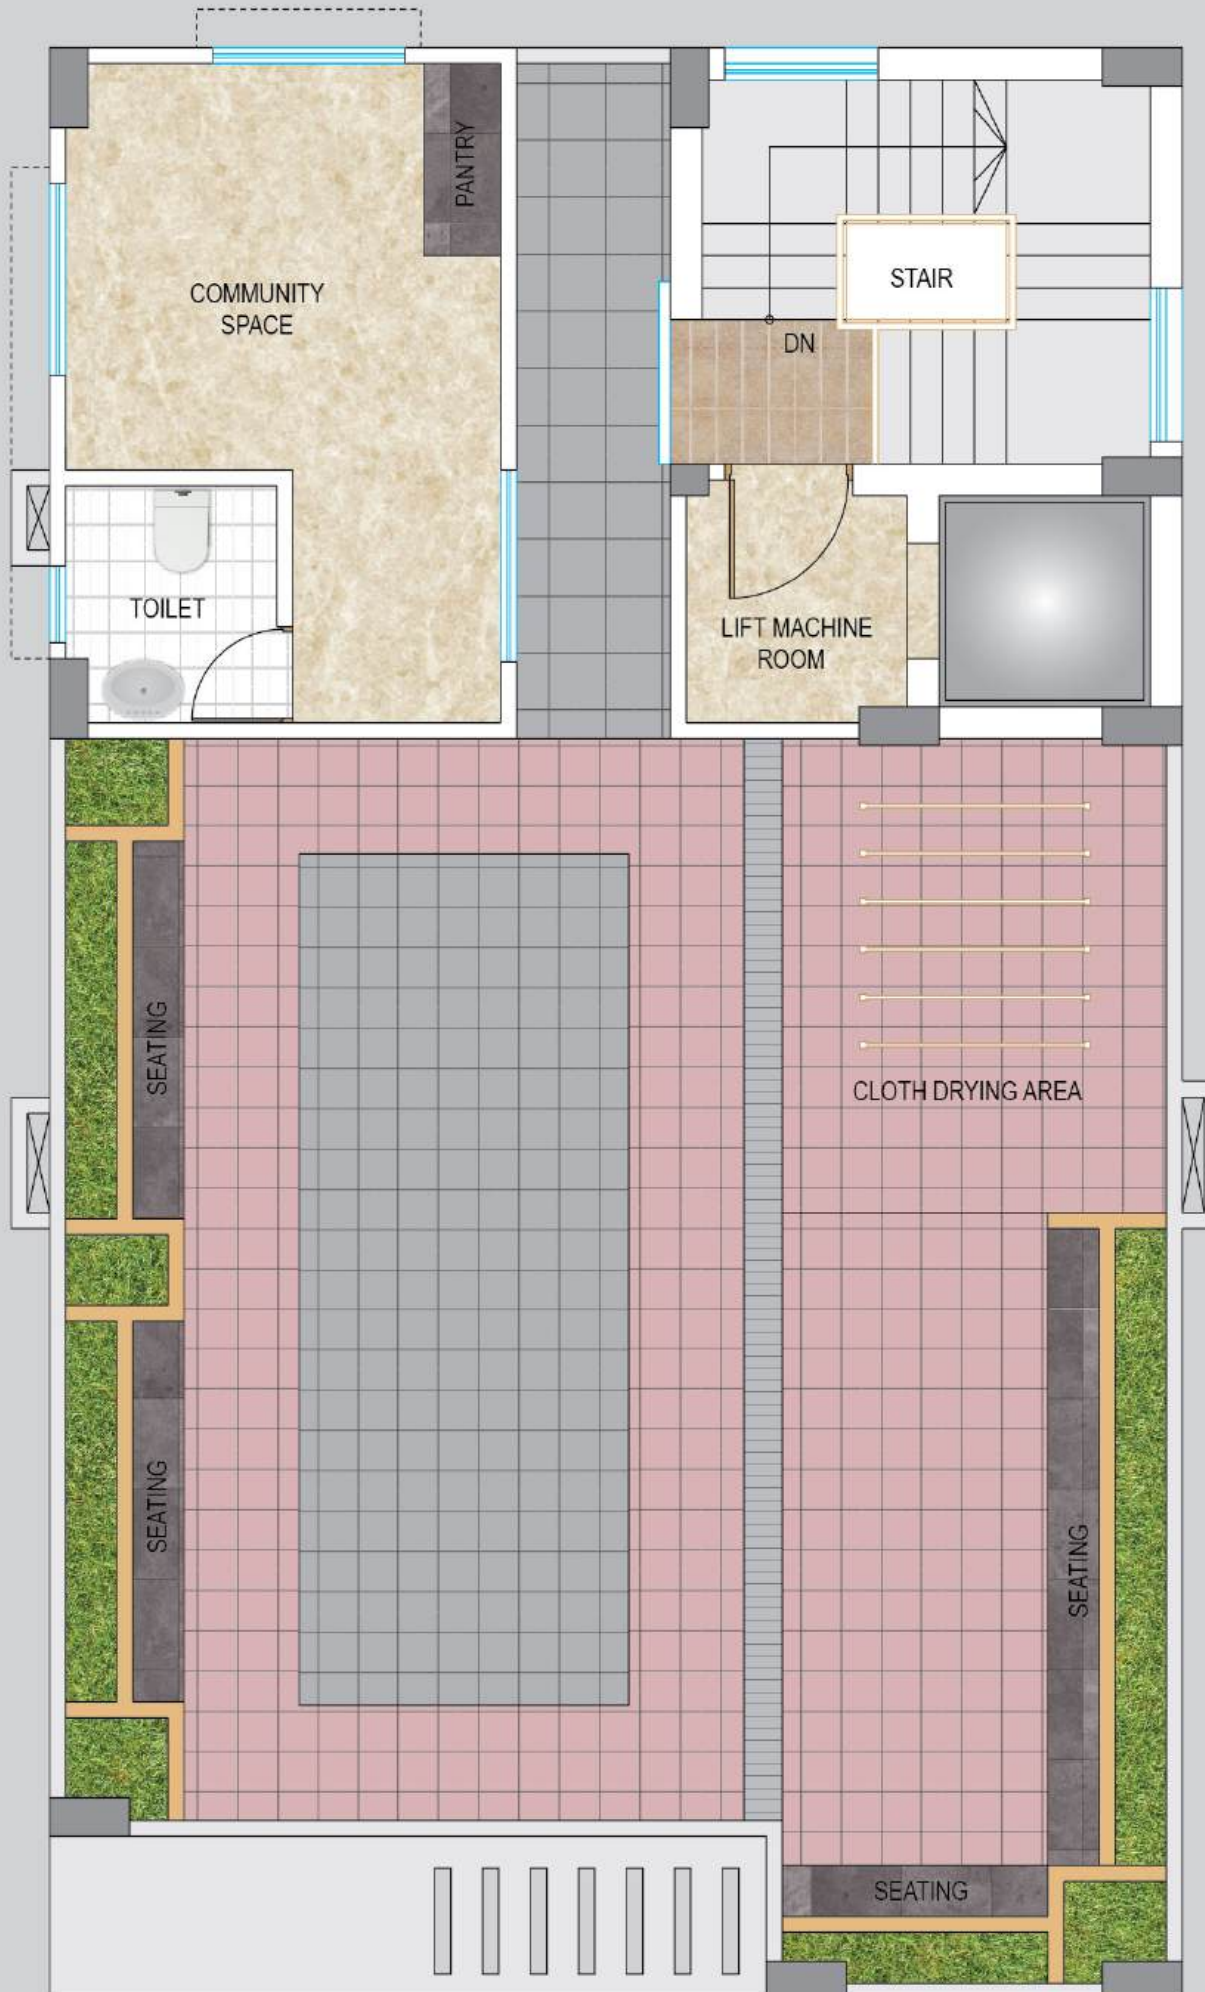 PANTRY
COMMUNITY
SPACE
STAIR
DN
TOILET
LIFT MACHINE
ROOM
SEATING
CLOTH DRYING AREA
SEATING
SEATING
SEATING